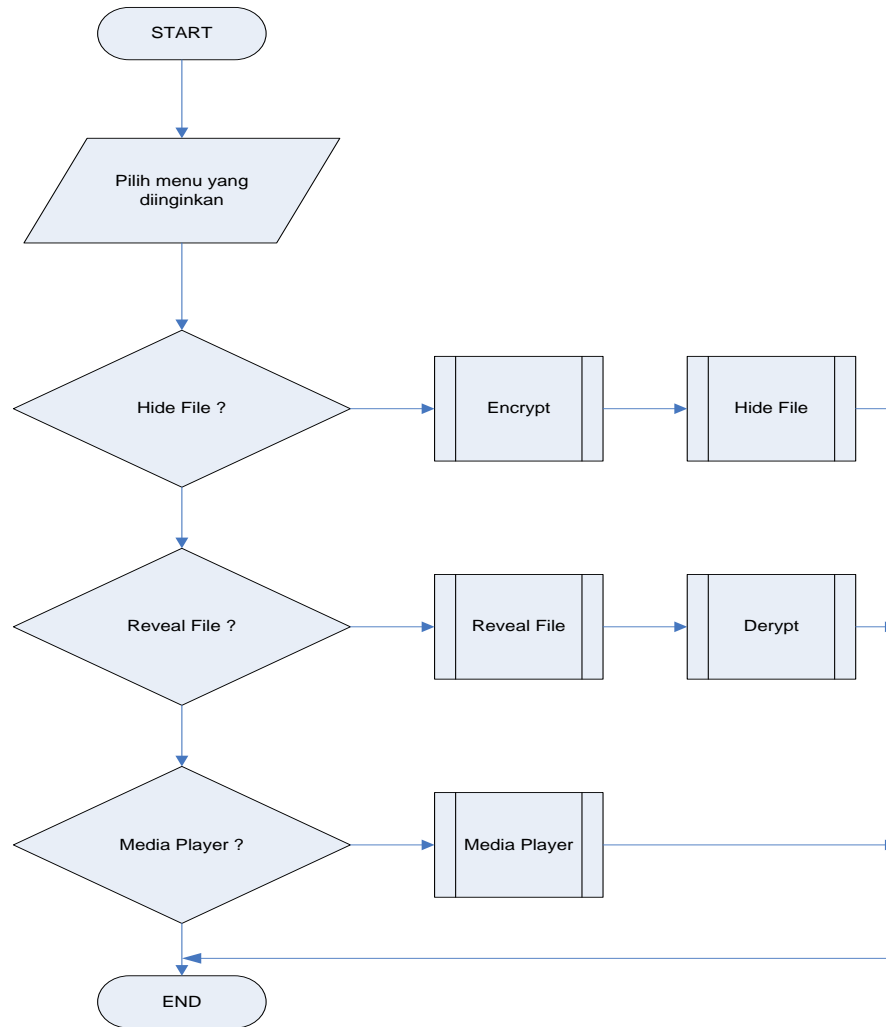 START
Pilih menu yang
diinginkan
Hide File ?
Encrypt
Hide File
Reveal File ?
Reveal File
Derypt
Media Player ?
Media Player
END